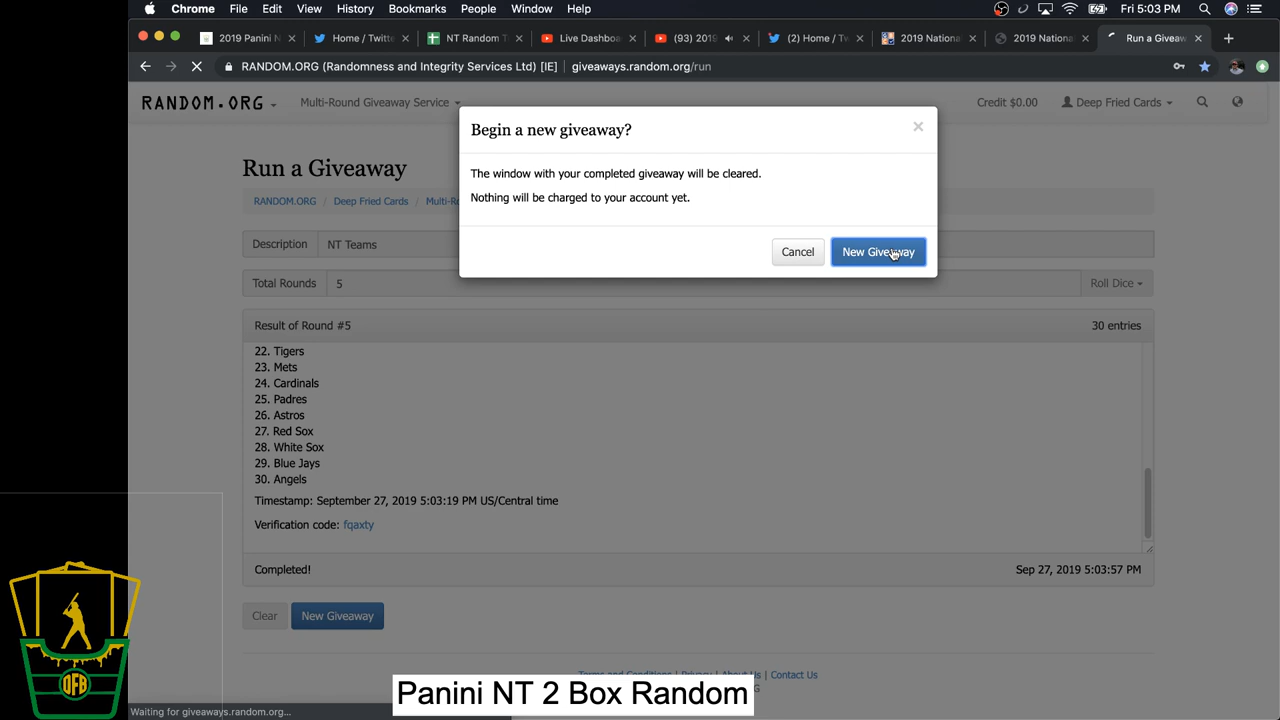 Chrome File Edit View History Bookmarks People Window Help Fri 5:03 PM
2019 Panini N Home / Twitte NT Random T Live Dashboa (93) 2019 (2) Home / Tw 2019 Nationa 2019 Nationa Run a Giveaw
RANDOM.ORG (Randomness and Integrity Services Ltd) [IE] giveaways.random.org/run
RANDOM.ORG Multi-Round Giveaway Service Credit $0.00 Deep Fried Cards
Begin a new giveaway?
The window with your completed giveaway will be cleared.
Nothing will be charged to your account yet.
Cancel New Giveaway
Run a Giveaway
RANDOM.ORG / Deep Fried Cards / Multi-Ro
Description NT Teams
Total Rounds 5 Roll Dice
Result of Round #5 30 entries
22. Tigers
23. Mets
24. Cardinals
25. Padres
26. Astros
27. Red Sox
28. White Sox
29. Blue Jays
30. Angels
Timestamp: September 27, 2019 5:03:19 PM US/Central time
Verification code: fqaxty
Completed! Sep 27, 2019 5:03:57 PM
Clear New Giveaway
Terms and Conditions | Privacy | About Us | Contact Us
Panini NT 2 Box Random
DFB
Waiting for giveaways.random.org...